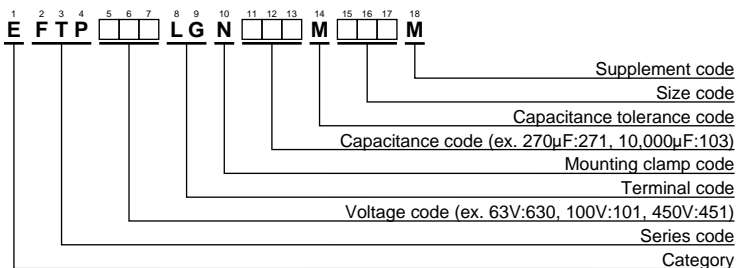 1 2 3 4 5 6 7 8 9 10 11 12 13 14 15 16 17 18
E FTP LG N M M
Supplement code
Size code
Capacitance tolerance code
Capacitance code (ex. 270µF:271, 10,000µF:103)
Mounting clamp code
Terminal code
Voltage code (ex. 63V:630, 100V:101, 450V:451)
Series code
Category